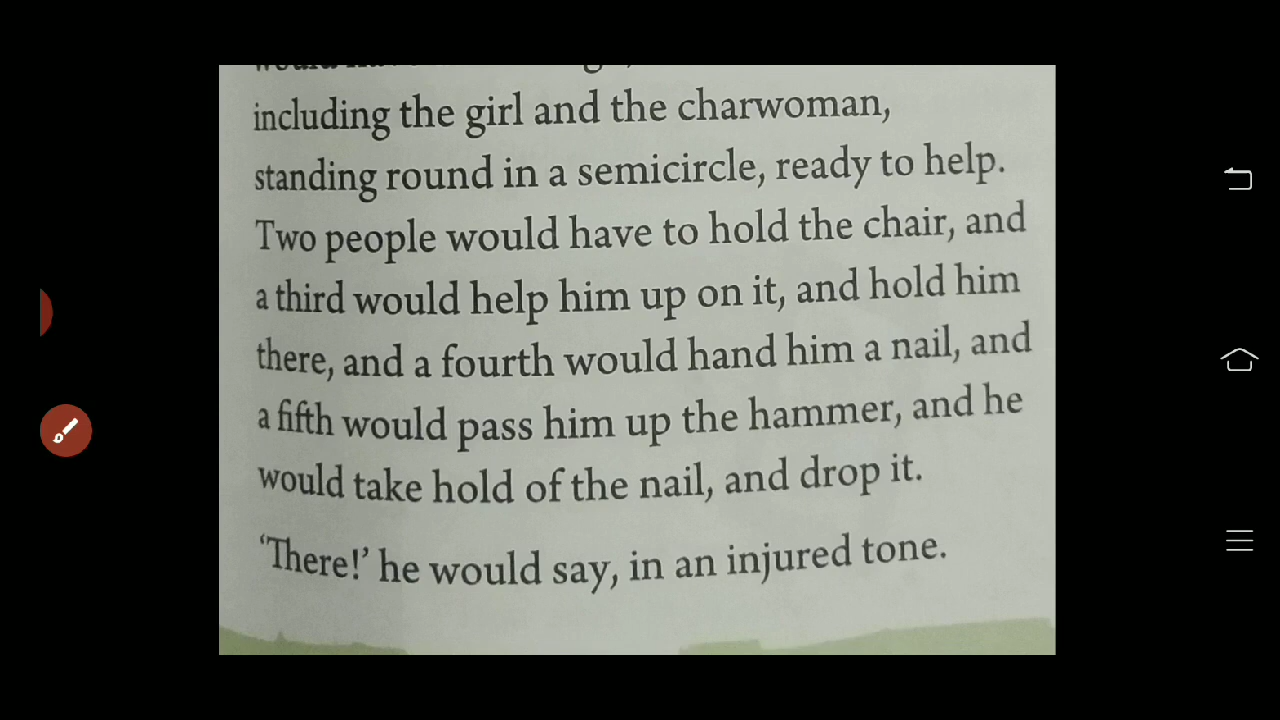 including the girl and the charwoman,
standing round in a semicircle, ready to help.
Two people would have to hold the chair, and
a third would help him up on it, and hold him
there, and a fourth would hand him a nail, and
a fifth would pass him up the hammer, and he
would take hold of the nail, and drop it.
‘There!’ he would say, in an injured tone.